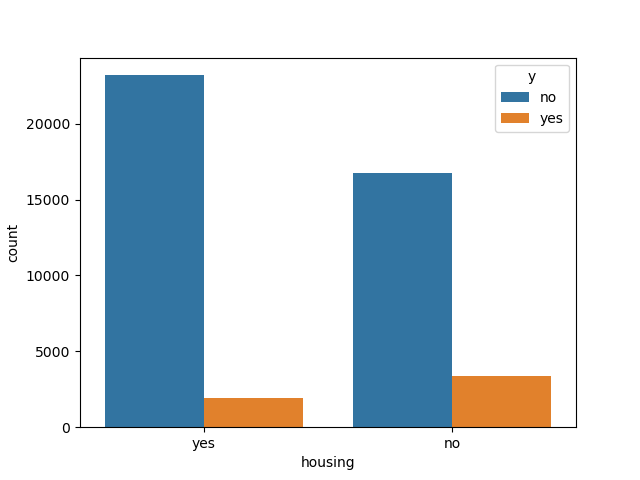 y
no
yes
20000
15000
10000
5000
0
count
yes no
housing